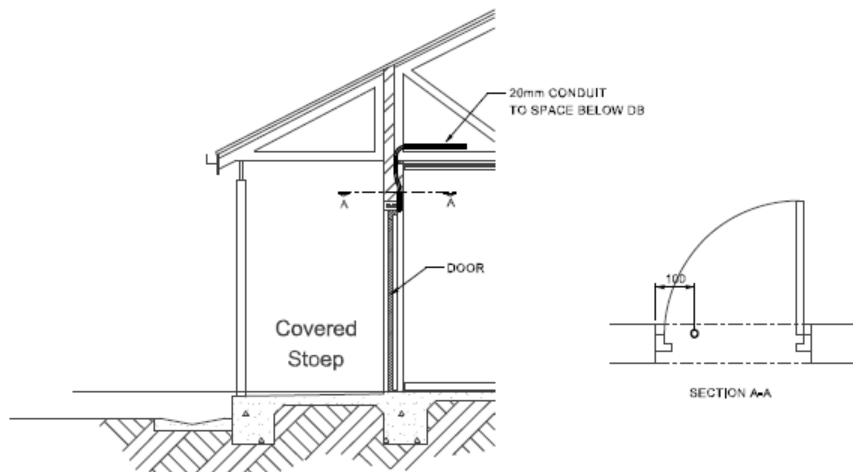 20mm CONDUIT
TO SPACE BELOW DB
A
A
DOOR
Covered
Stoep
100
SECTION A-A